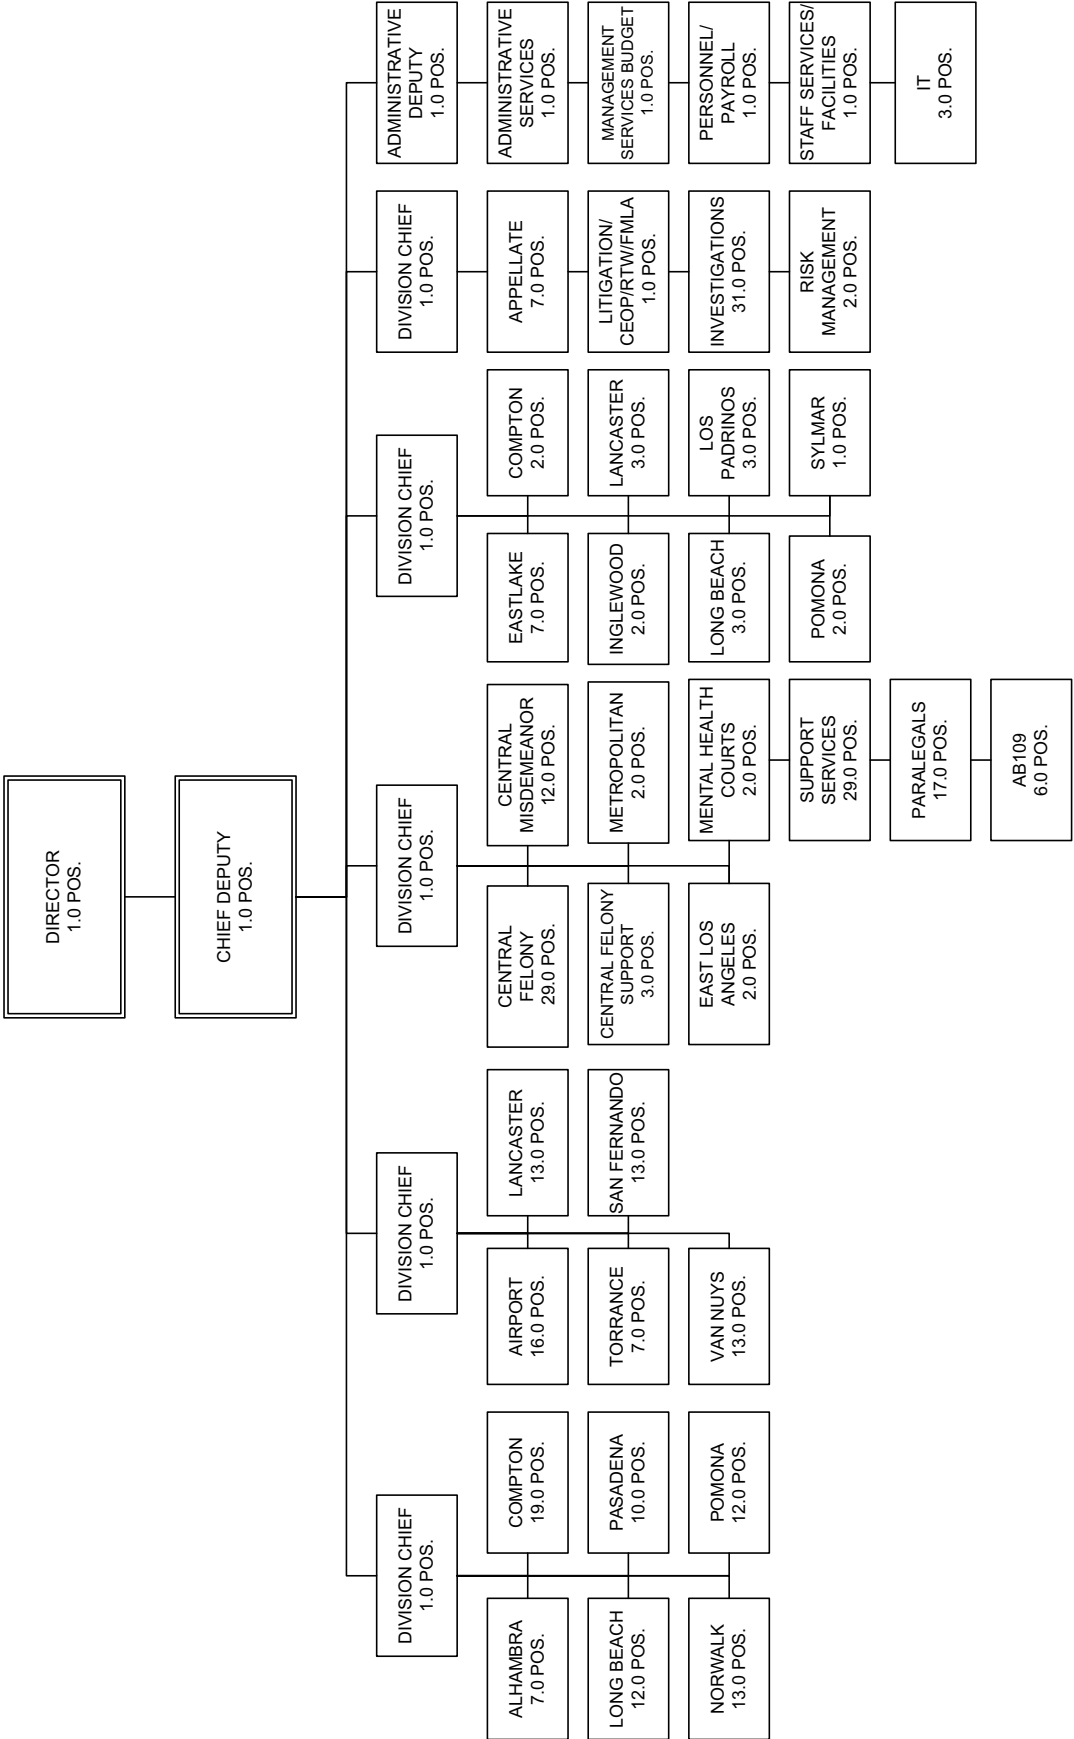 DIRECTOR
1.0 POS.
CHIEF DEPUTY
1.0 POS.
DIVISION CHIEF
1.0 POS.
ALHAMBRA
7.0 POS.
COMPTON
19.0 POS.
LONG BEACH
12.0 POS.
PASADENA
10.0 POS.
NORWALK
13.0 POS.
POMONA
12.0 POS.
DIVISION CHIEF
1.0 POS.
AIRPORT
16.0 POS.
LANCASTER
13.0 POS.
TORRANCE
7.0 POS.
SAN FERNANDO
13.0 POS.
VAN NUYS
13.0 POS.
DIVISION CHIEF
1.0 POS.
CENTRAL
FELONY
29.0 POS.
CENTRAL
MISDEMEANOR
12.0 POS.
CENTRAL FELONY
SUPPORT
3.0 POS.
METROPOLITAN
2.0 POS.
EAST LOS
ANGELES
2.0 POS.
MENTAL HEALTH
COURTS
2.0 POS.
SUPPORT
SERVICES
29.0 POS.
PARALEGALS
17.0 POS.
AB109
6.0 POS.
DIVISION CHIEF
1.0 POS.
EASTLAKE
7.0 POS.
COMPTON
2.0 POS.
INGLEWOOD
2.0 POS.
LANCASTER
3.0 POS.
LONG BEACH
3.0 POS.
LOS
PADRINOS
3.0 POS.
POMONA
2.0 POS.
SYLMAR
1.0 POS.
DIVISION CHIEF
1.0 POS.
APPELLATE
7.0 POS.
LITIGATION/
CEOP/RTW/FMLA
1.0 POS.
INVESTIGATIONS
31.0 POS.
RISK
MANAGEMENT
2.0 POS.
ADMINISTRATIVE
DEPUTY
1.0 POS.
ADMINISTRATIVE
SERVICES
1.0 POS.
MANAGEMENT
SERVICES BUDGET
1.0 POS.
PERSONNEL/
PAYROLL
1.0 POS.
STAFF SERVICES/
FACILITIES
1.0 POS.
IT
3.0 POS.